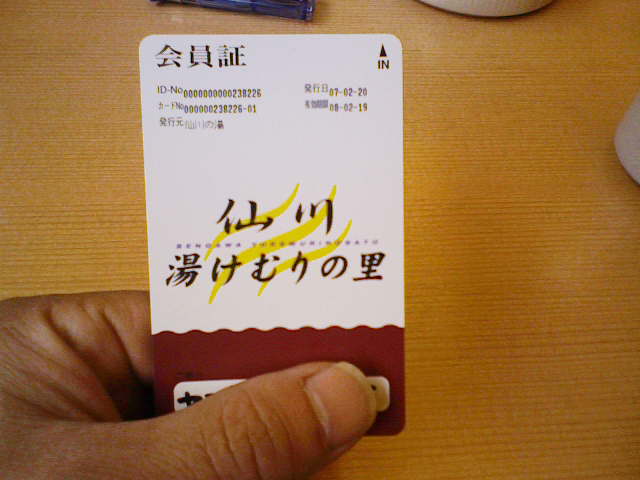 会員証
IN
ID-No 0000000000238226 発行日 07-02-20
カードNo 000000238226-01 有効期限 08-02-19
発行元 仙川の湯
仙川
SENGAWA YUKEMURINOSATO
湯けむりの里